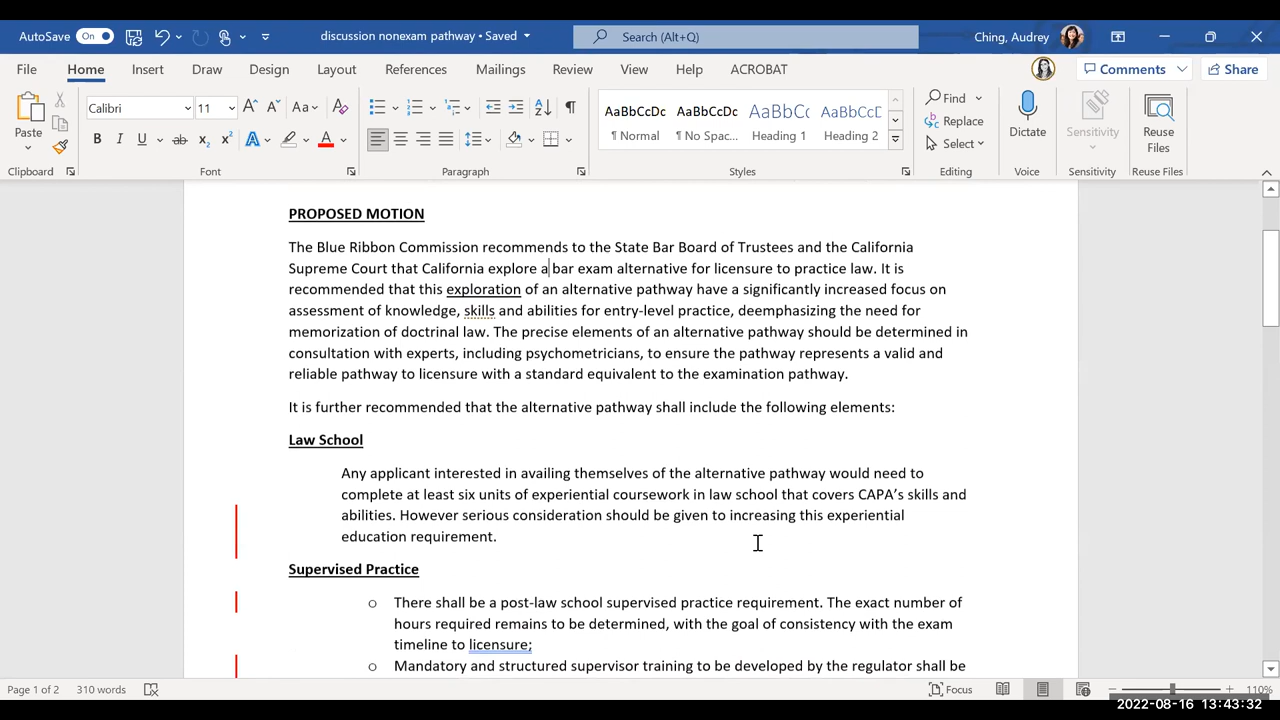 AutoSave On discussion nonexam pathway • Saved Search (Alt+Q) Ching, Audrey
File Home Insert Draw Design Layout References Mailings Review View Help ACROBAT Comments Share
Calibri 11 Aa A
AaBbCcDc AaBbCcDc AaBbCc AaBbCcD
Normal No Spac... Heading 1 Heading 2
Paste B I U ab x₂ x² A A
Find
Replace
Select
Dictate Sensitivity Reuse Files
Clipboard Font Paragraph Styles Editing Voice Sensitivity Reuse Files
PROPOSED MOTION
The Blue Ribbon Commission recommends to the State Bar Board of Trustees and the California
Supreme Court that California explore a bar exam alternative for licensure to practice law. It is
recommended that this exploration of an alternative pathway have a significantly increased focus on
assessment of knowledge, skills and abilities for entry-level practice, deemphasizing the need for
memorization of doctrinal law. The precise elements of an alternative pathway should be determined in
consultation with experts, including psychometricians, to ensure the pathway represents a valid and
reliable pathway to licensure with a standard equivalent to the examination pathway.
It is further recommended that the alternative pathway shall include the following elements:
Law School
Any applicant interested in availing themselves of the alternative pathway would need to
complete at least six units of experiential coursework in law school that covers CAPA’s skills and
abilities. However serious consideration should be given to increasing this experiential
education requirement.
Supervised Practice
o There shall be a post-law school supervised practice requirement. The exact number of
hours required remains to be determined, with the goal of consistency with the exam
timeline to licensure;
o Mandatory and structured supervisor training to be developed by the regulator shall be
Page 1 of 2 310 words Focus 110%
2022-08-16 13:43:32